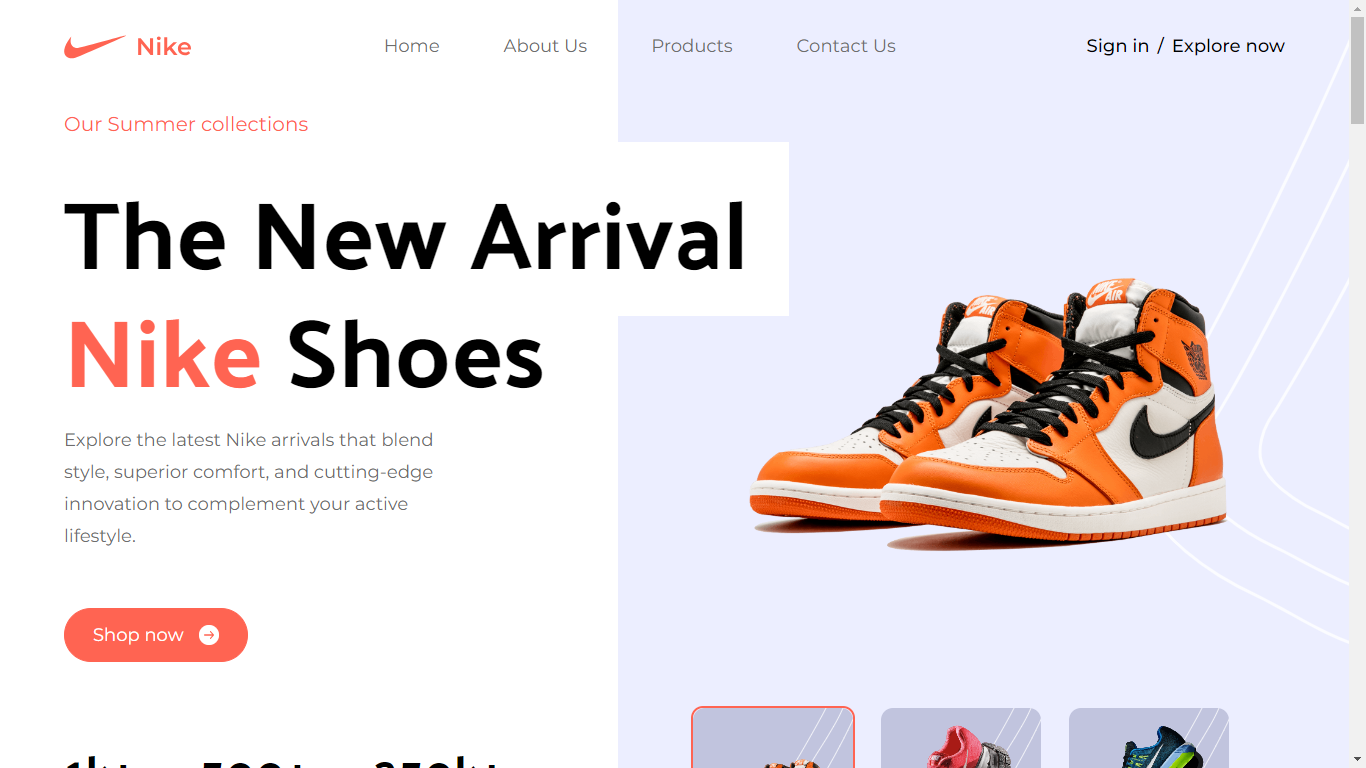 Nike
Home
About Us
Products
Contact Us
Sign in / Explore now
Our Summer collections
The New Arrival
Nike Shoes
Explore the latest Nike arrivals that blend
style, superior comfort, and cutting-edge
innovation to complement your active
lifestyle.
Shop now